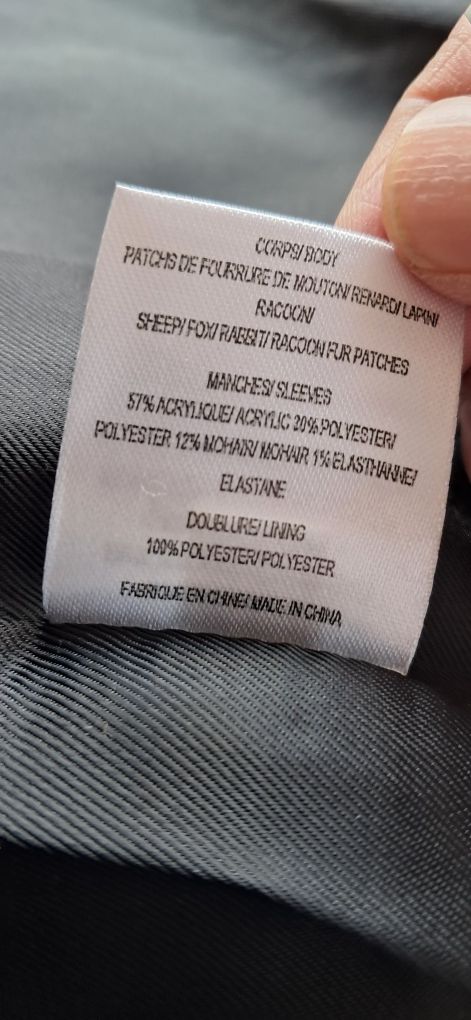 CORPS/ BODY
PATCHS DE FOURRURE DE MOUTON/ RENARD/ LAPIN/
RACOON/
SHEEP/ FOX/ RABBIT/ RACOON FUR PATCHES
MANCHES/ SLEEVES
57% ACRYLIQUE/ ACRYLIC 30% POLYESTER/
POLYESTER 12% MOHAIR/ MOHAIR 1% ELASTHANNE/
ELASTANE
DOUBLURE/ LINING
100% POLYESTER/ POLYESTER
FABRIQUE EN CHINE/ MADE IN CHINA